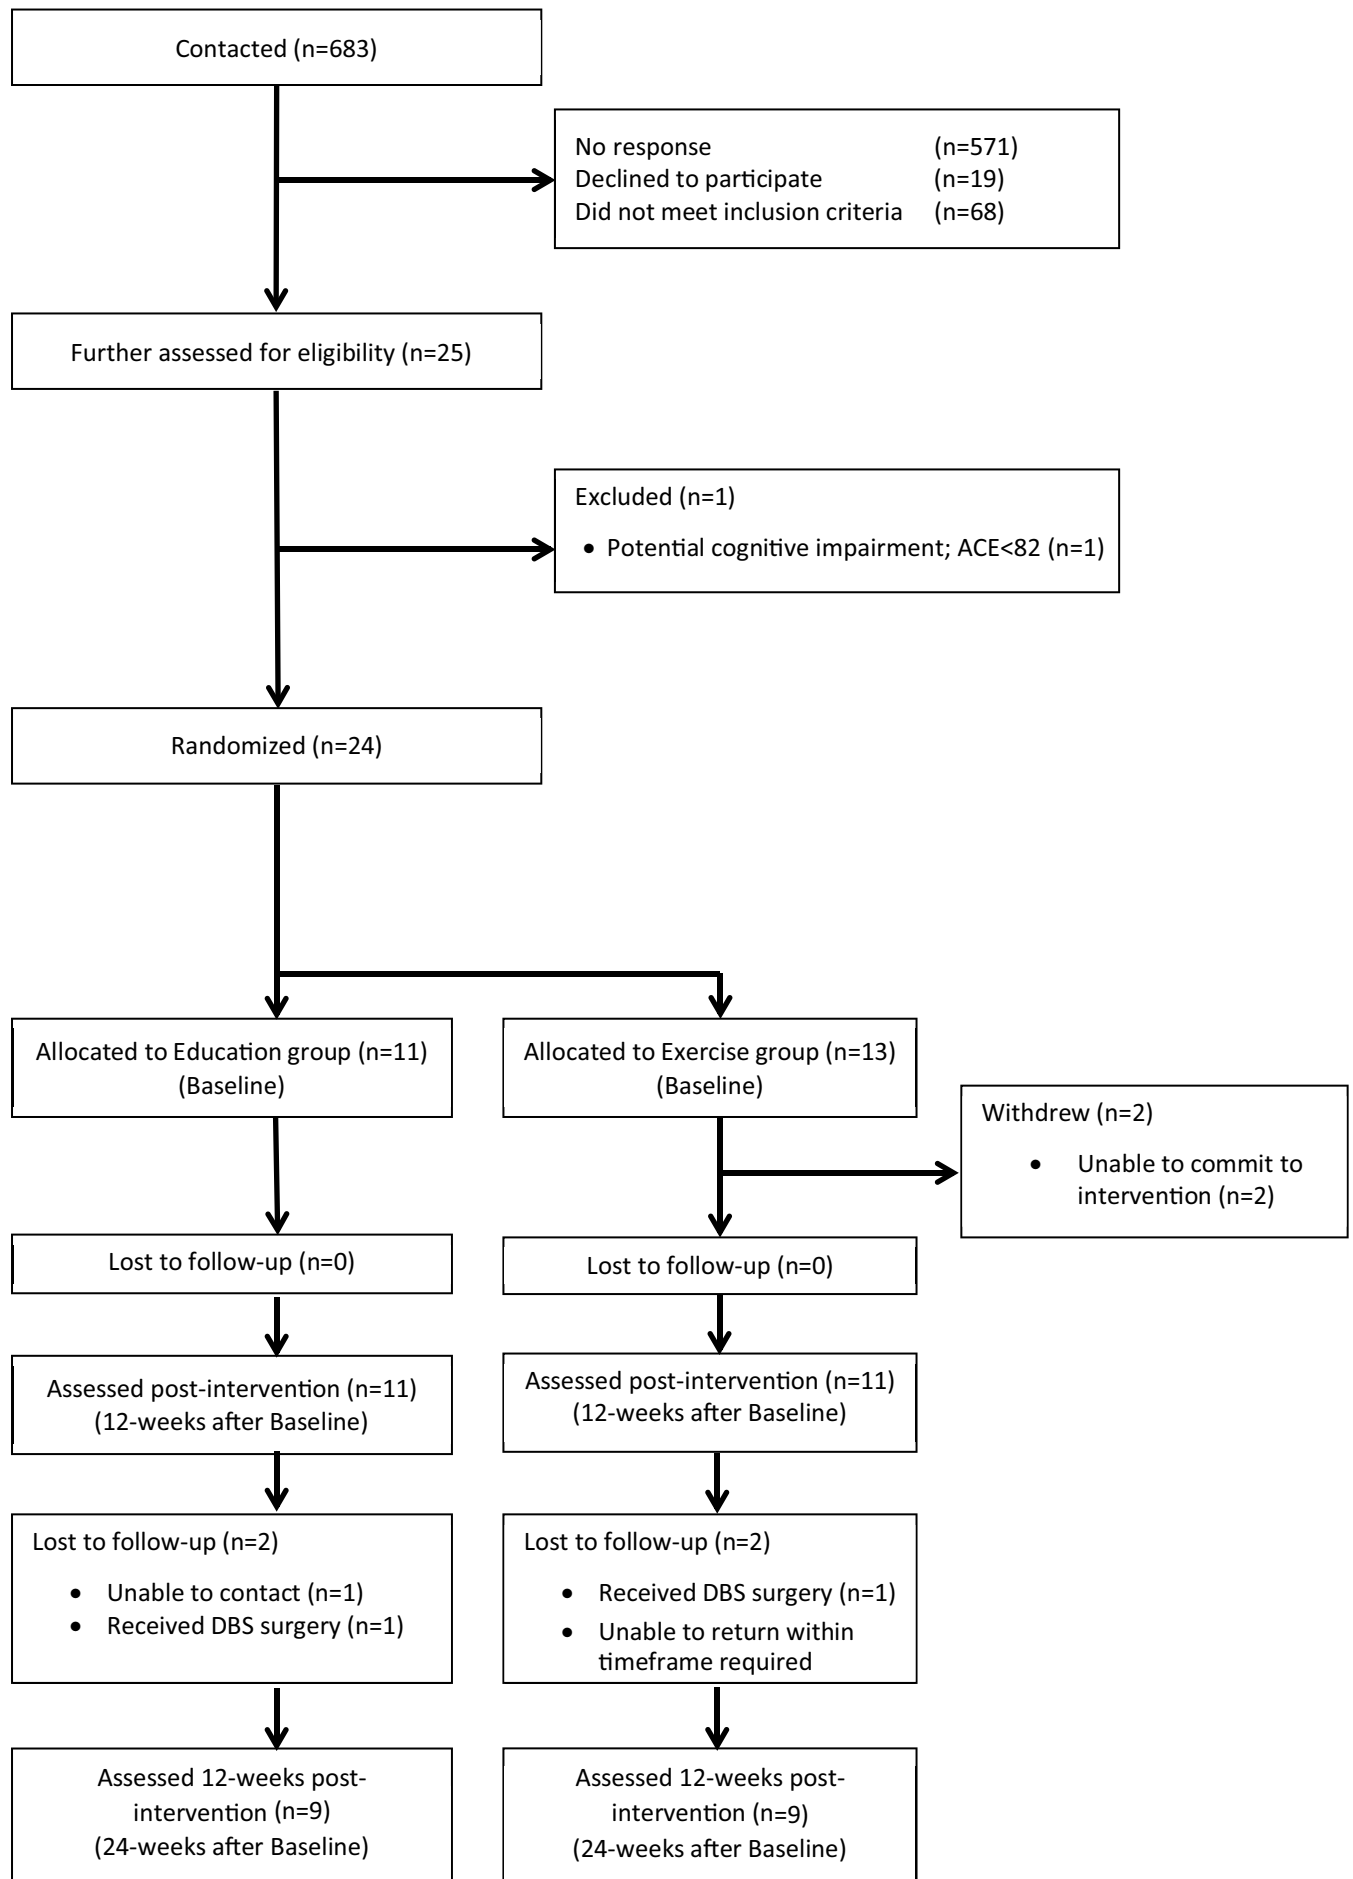 Contacted (n=683)
No response (n=571)
Declined to participate (n=19)
Did not meet inclusion criteria (n=68)
Further assessed for eligibility (n=25)
Excluded (n=1)
• Potential cognitive impairment; ACE<82 (n=1)
Randomized (n=24)
Allocated to Education group (n=11)
(Baseline)
Allocated to Exercise group (n=13)
(Baseline)
Withdrew (n=2)
• Unable to commit to
intervention (n=2)
Lost to follow-up (n=0)
Lost to follow-up (n=0)
Assessed post-intervention (n=11)
(12-weeks after Baseline)
Assessed post-intervention (n=11)
(12-weeks after Baseline)
Lost to follow-up (n=2)
• Unable to contact (n=1)
• Received DBS surgery (n=1)
Lost to follow-up (n=2)
• Received DBS surgery (n=1)
• Unable to return within
timeframe required
Assessed 12-weeks post-
intervention (n=9)
(24-weeks after Baseline)
Assessed 12-weeks post-
intervention (n=9)
(24-weeks after Baseline)